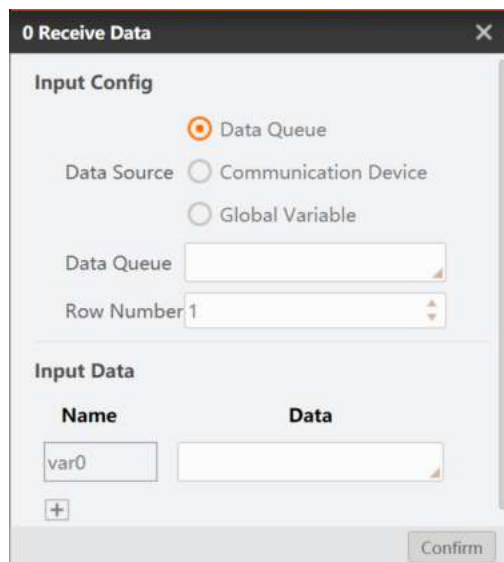 0 Receive Data
Input Config
Data Queue
Data Source Communication Device
Global Variable
Data Queue
Row Number 1
Input Data
Name Data
var0
Confirm